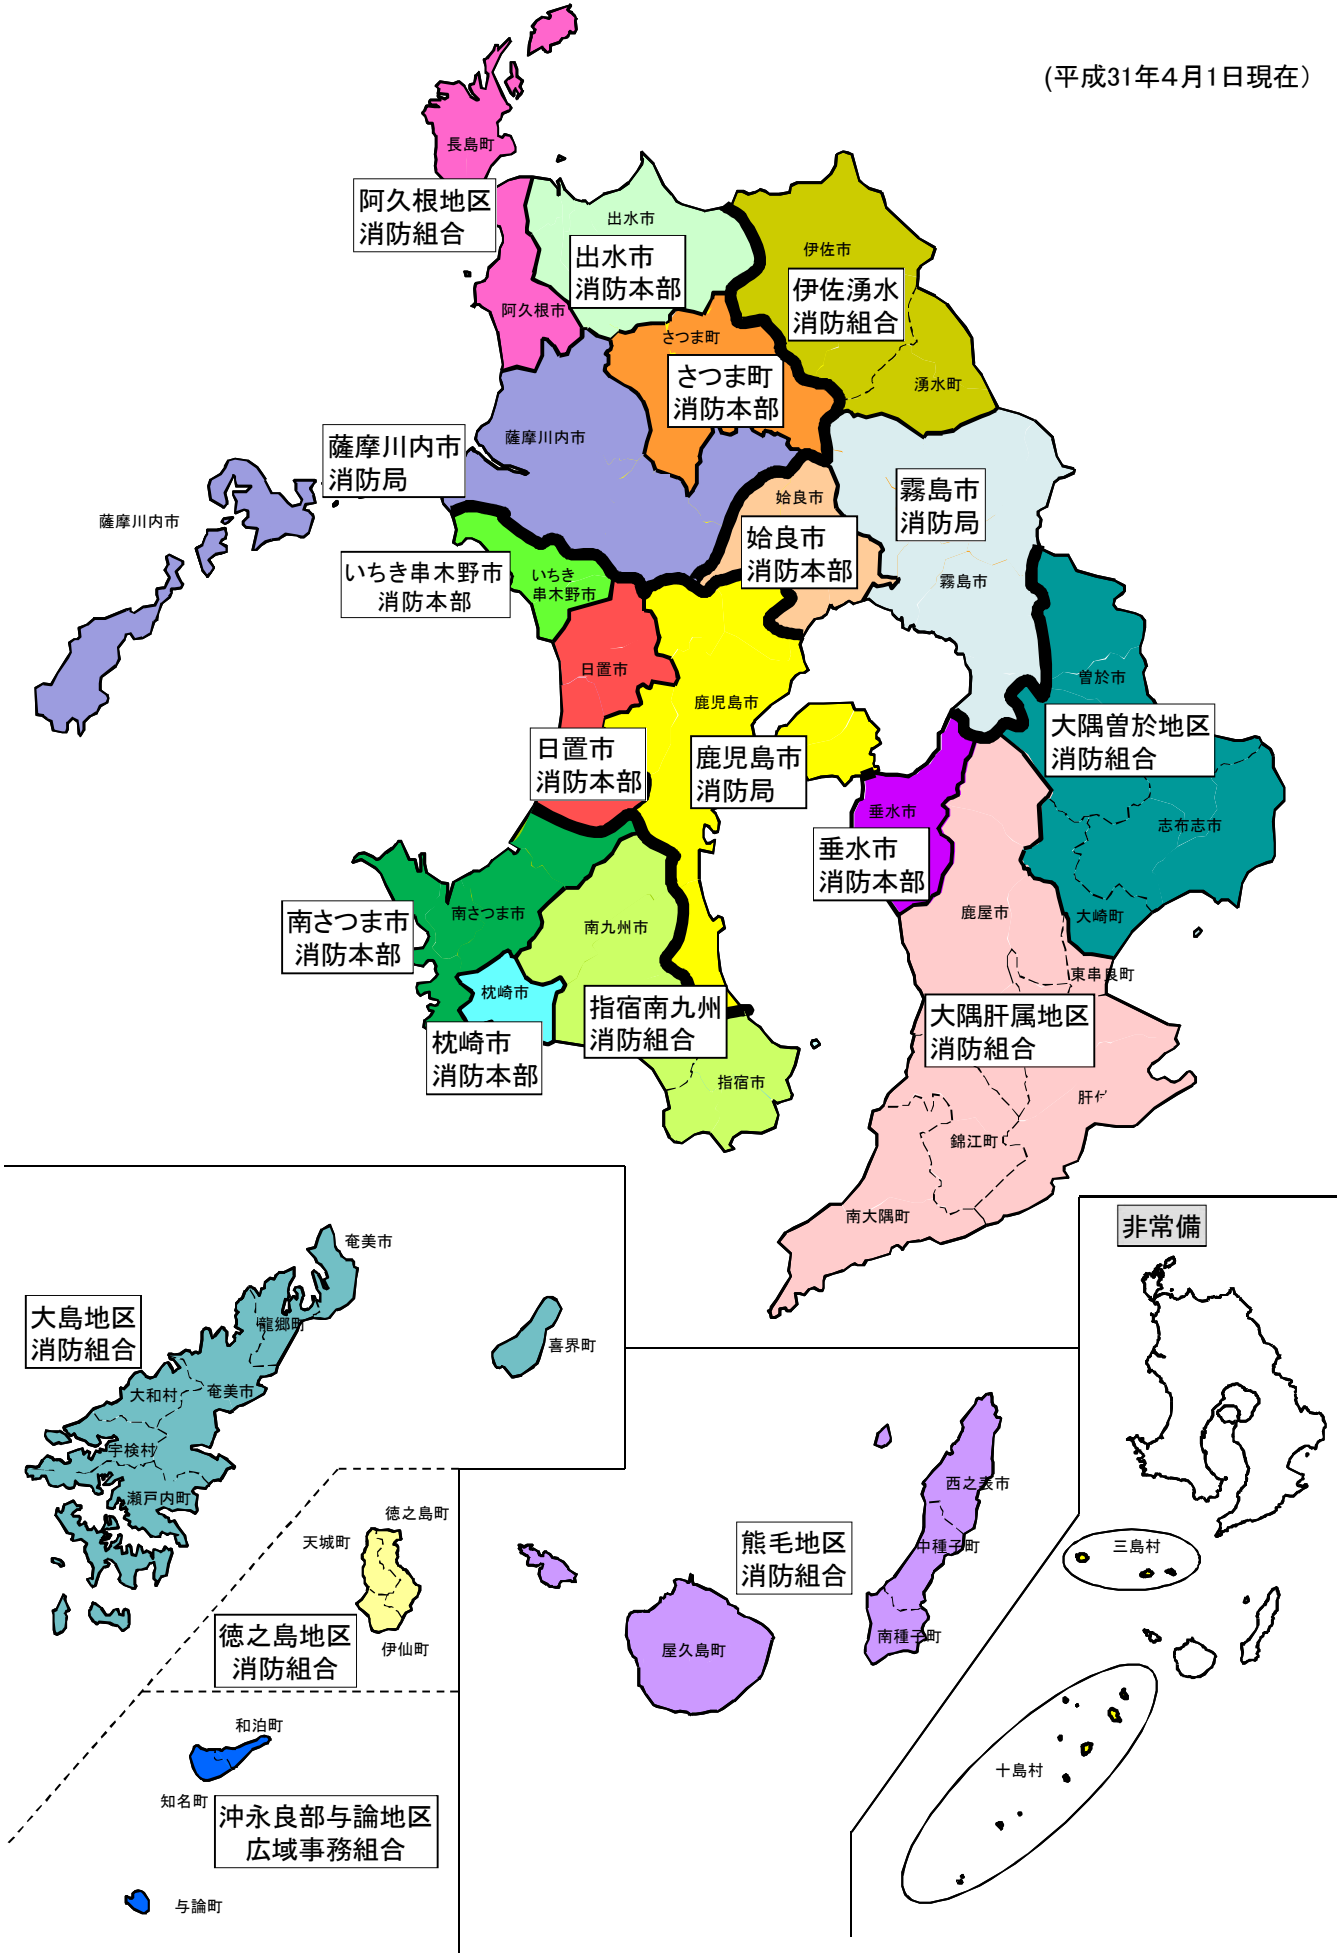 (平成31年4月1日現在)
長島町
阿久根地区
消防組合
出水市
出水市
消防本部
伊佐市
伊佐湧水
消防組合
阿久根市
さつま町
さつま町
消防本部
湧水町
薩摩川内市
薩摩川内市
消防局
薩摩川内市
姶良市
姶良市
消防本部
霧島市
消防局
霧島市
いちき串木野市
消防本部
いちき
串木野市
日置市
日置市
消防本部
鹿児島市
鹿児島市
消防局
曽於市
大隅曽於地区
消防組合
垂水市
垂水市
消防本部
志布志市
大崎町
鹿屋市
東串良町
南さつま市
南さつま市
消防本部
南九州市
枕崎市
枕崎市
消防本部
指宿南九州
消防組合
指宿市
大隅肝属地区
消防組合
肝付
錦江町
南大隅町
非常備
奄美市
大島地区
消防組合
龍郷町
喜界町
大和村
奄美市
宇検村
瀬戸内町
徳之島町
天城町
徳之島地区
消防組合
伊仙町
和泊町
知名町
沖永良部与論地区
広域事務組合
与論町
西之表市
熊毛地区
消防組合
中種子町
南種子町
屋久島町
三島村
十島村